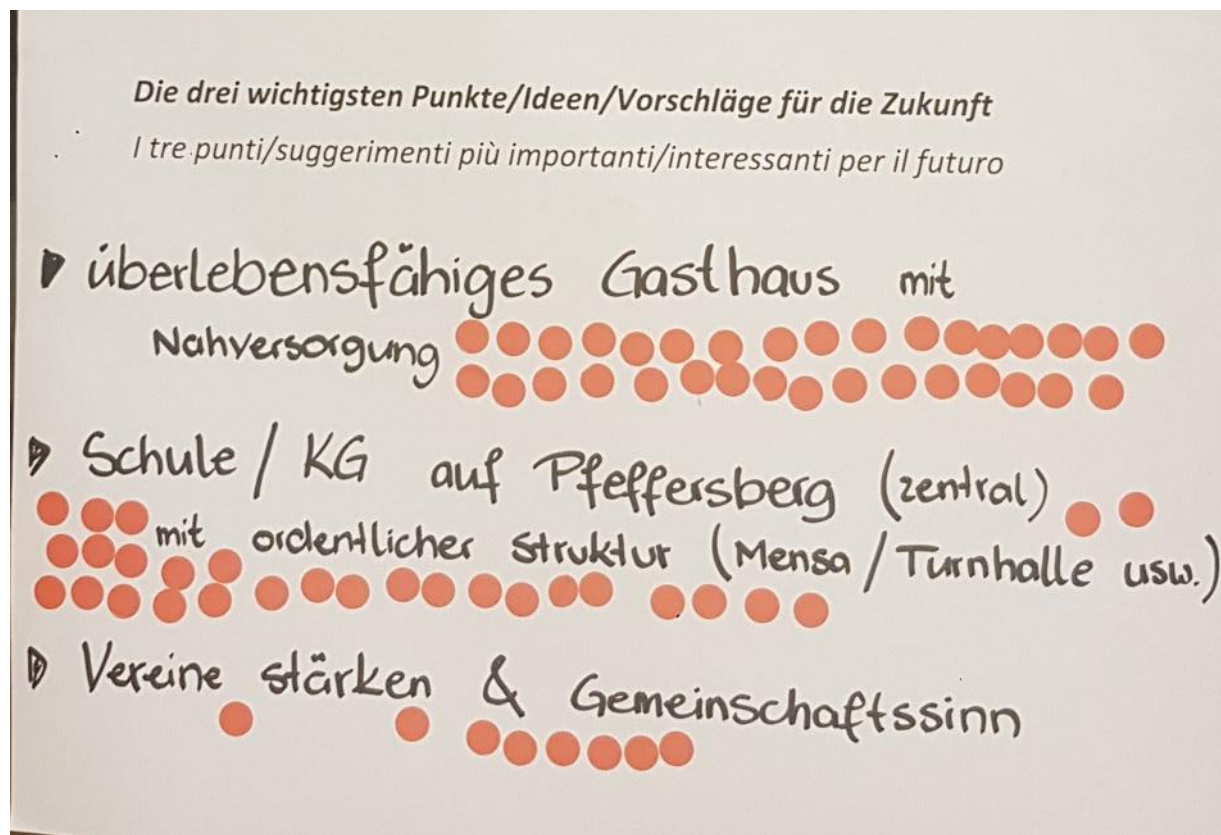 Die drei wichtigsten Punkte/Ideen/Vorschläge für die Zukunft
I tre punti/suggerimenti più importanti/interessanti per il futuro
überlebensfähiges Gasthaus mit
Nahversorgung
Schule / KG auf Pfeffersberg (zentral)
mit ordentlicher Struktur (Mensa / Turnhalle usw.)
Vereine stärken & Gemeinschaftssinn